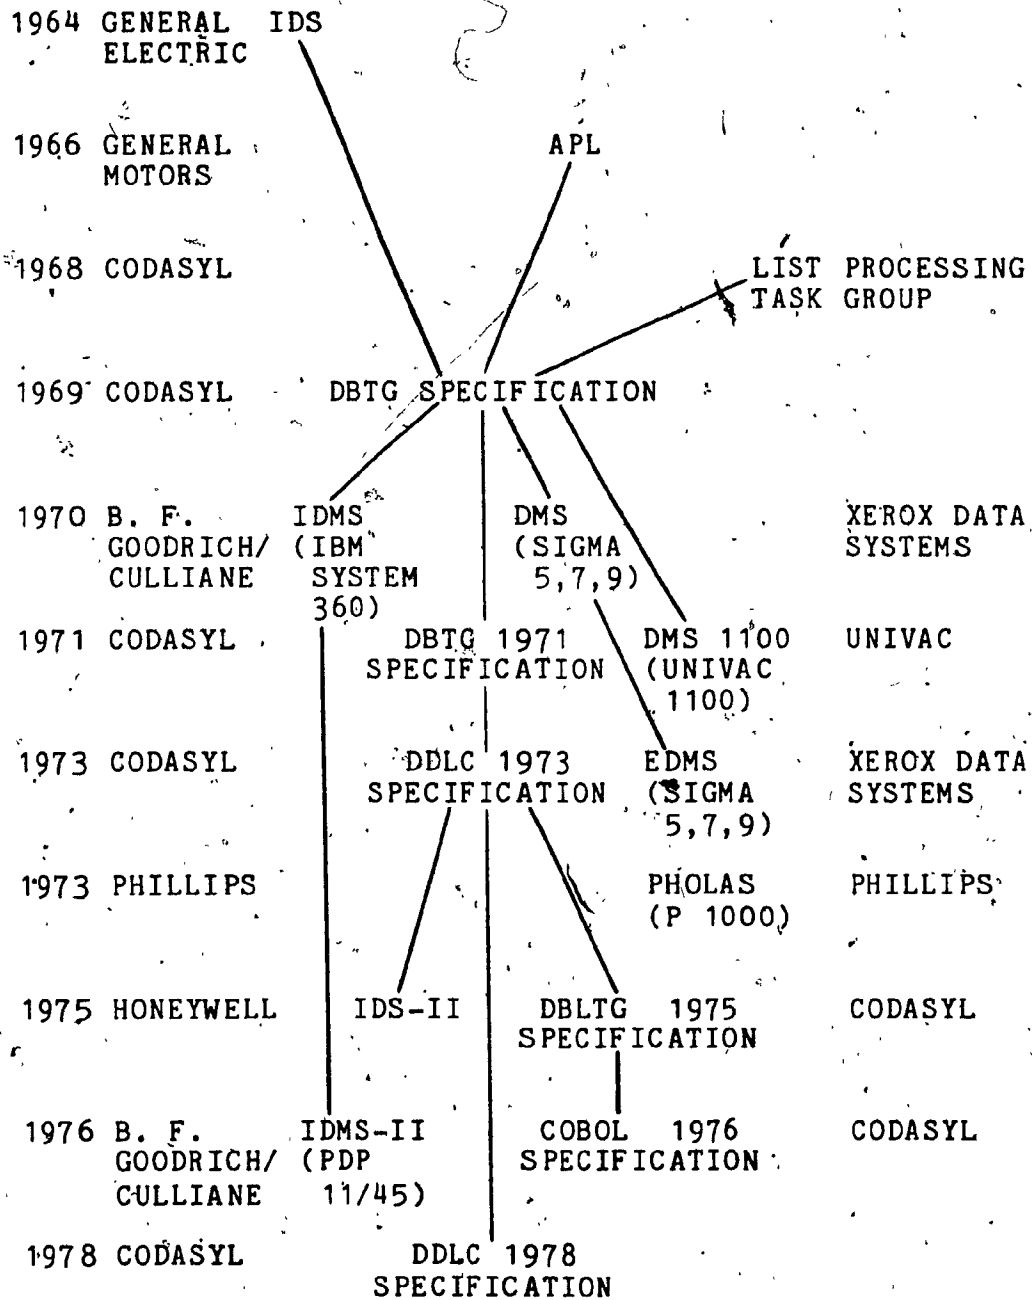 1964 GENERAL IDS
ELECTRIC
1966 GENERAL APL
MOTORS
1968 CODASYL LIST PROCESSING
TASK GROUP
1969 CODASYL DBTG SPECIFICATION
1970 B. F. IDMS DMS XEROX DATA
GOODRICH/ (IBM (SIGMA SYSTEMS
CULLIANE SYSTEM 5,7,9)
360)
1971 CODASYL DBTG 1971 DMS 1100 UNIVAC
SPECIFICATION (UNIVAC
1100)
1973 CODASYL DDLC 1973 EDMS XEROX DATA
SPECIFICATION (SIGMA SYSTEMS
5,7,9)
1973 PHILLIPS PHOLAS PHILLIPS
(P 1000)
1975 HONEYWELL IDS-II DBLTG 1975 CODASYL
SPECIFICATION
1976 B. F. IDMS-II COBOL 1976 CODASYL
GOODRICH/ (PDP SPECIFICATION
CULLIANE 11/45)
1978 CODASYL DDLC 1978
SPECIFICATION